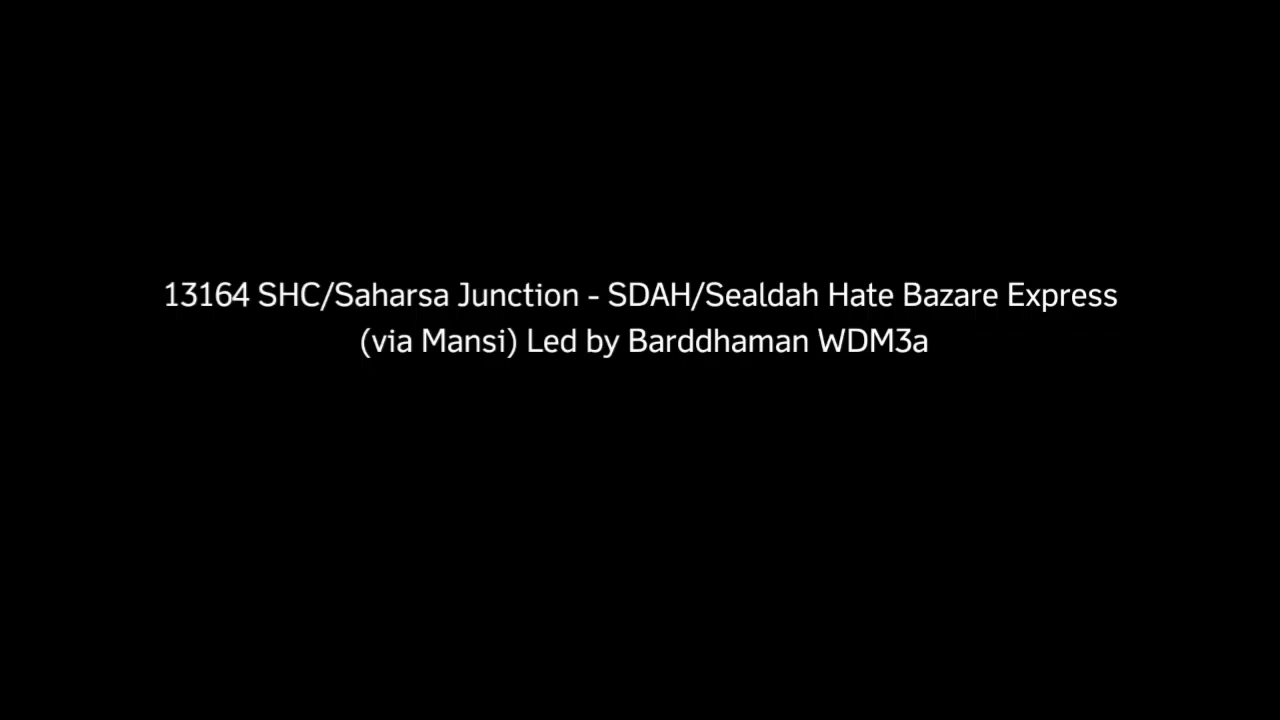 13164 SHC/Saharsa Junction - SDAH/Sealdah Hate Bazare Express
(via Mansi) Led by Barddhaman WDM3a